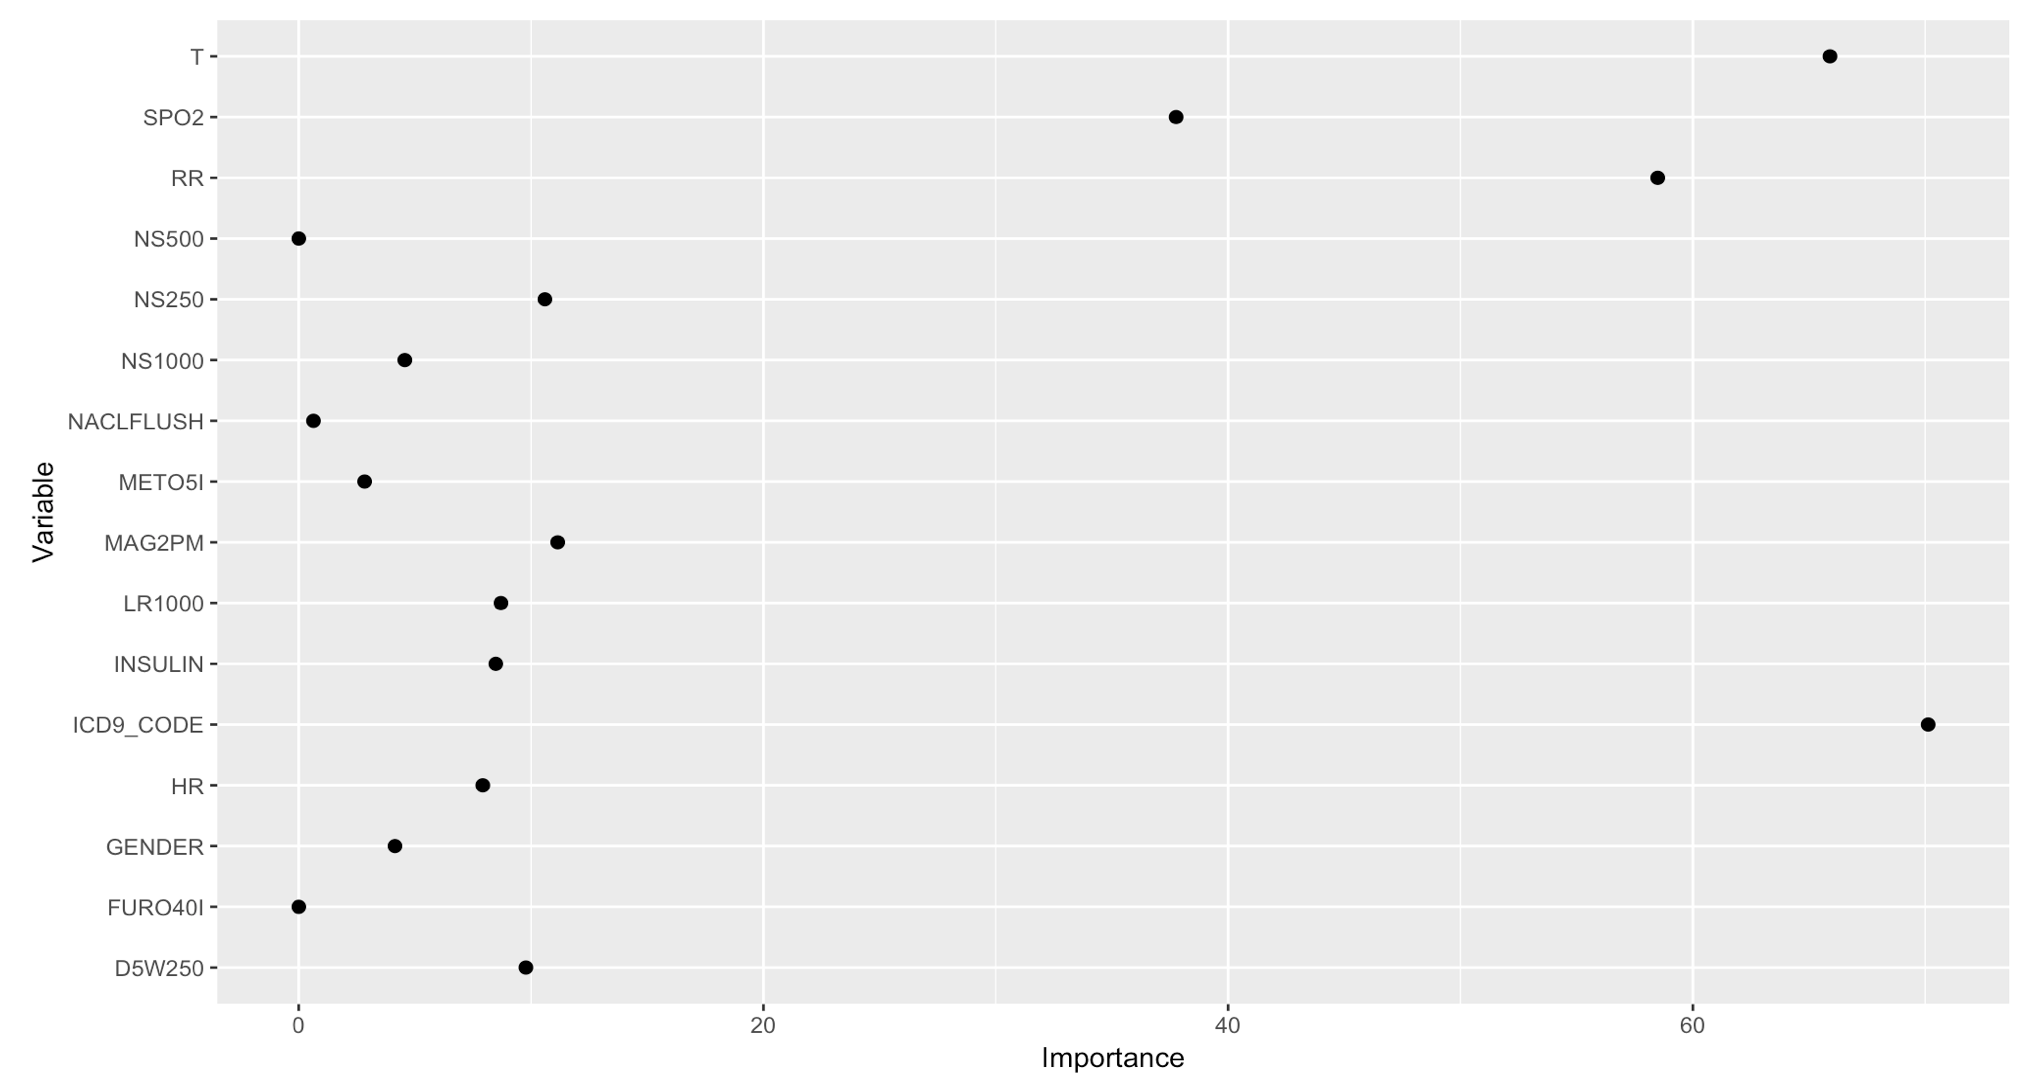 T
SPO2
RR
NS500
NS250
NS1000
NACLFLUSH
METO5I
MAG2PM
LR1000
INSULIN
ICD9_CODE
HR
GENDER
FURO40I
D5W250
Variable
0 20 40 60
Importance